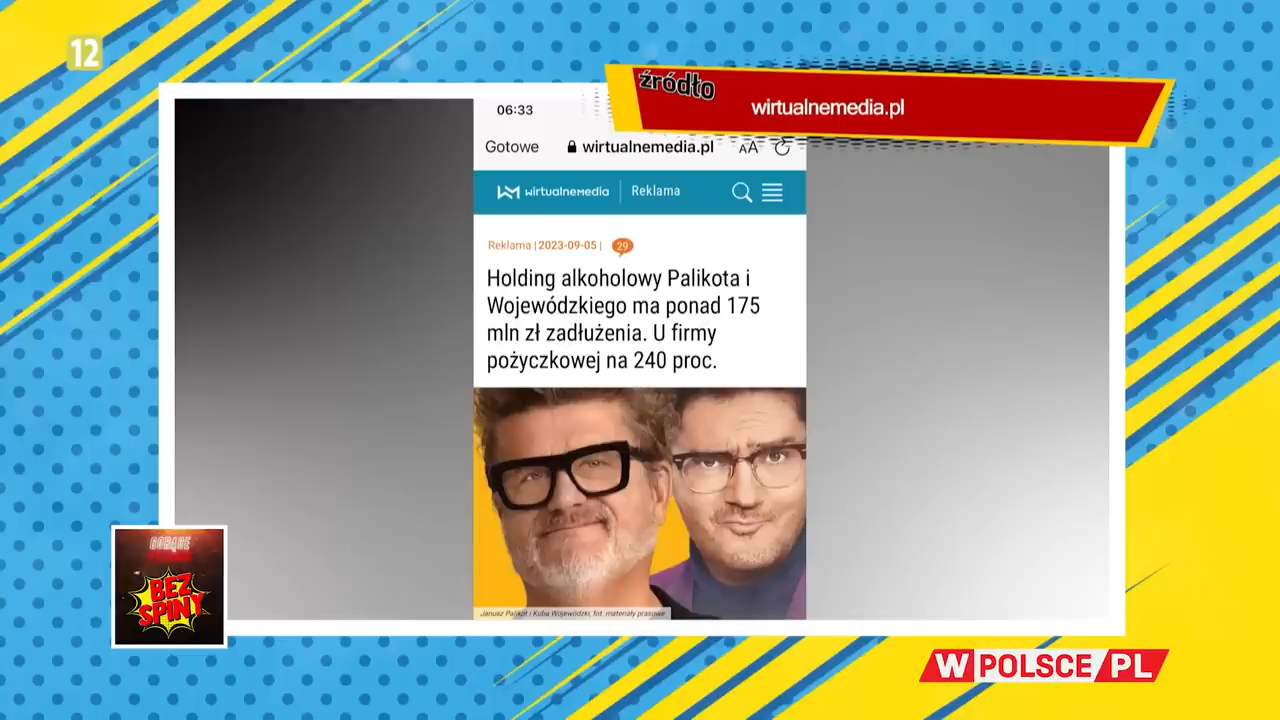 12
źródło
wirtualnemedia.pl
06:33
Gotowe
wirtualnemedia.pl
AA
wirtualnemedia
Reklama
Reklama | 2023-09-05 |
29
Holding alkoholowy Palikota i
Wojewódzkiego ma ponad 175
mln zł zadłużenia. U firmy
pożyczkowej na 240 proc.
Janusz Palikot i Kuba Wojewódzki, fot. materiały prasowe
GORĄCE
BEZ
SPINY
WPOLSCE/PL